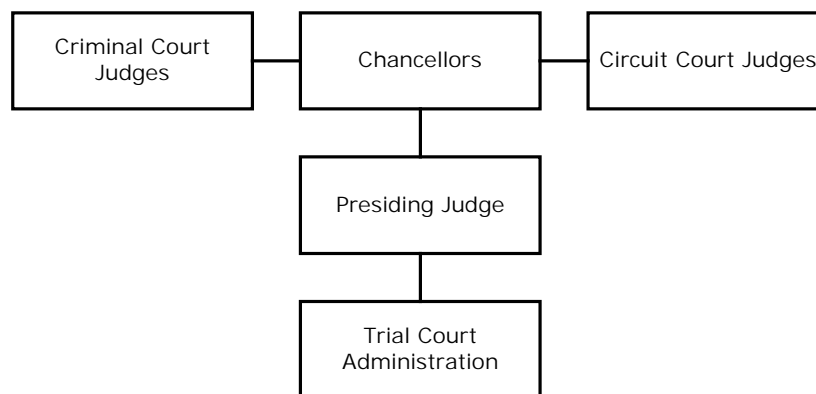 Criminal Court
Judges
Chancellors
Circuit Court Judges
Presiding Judge
Trial Court
Administration